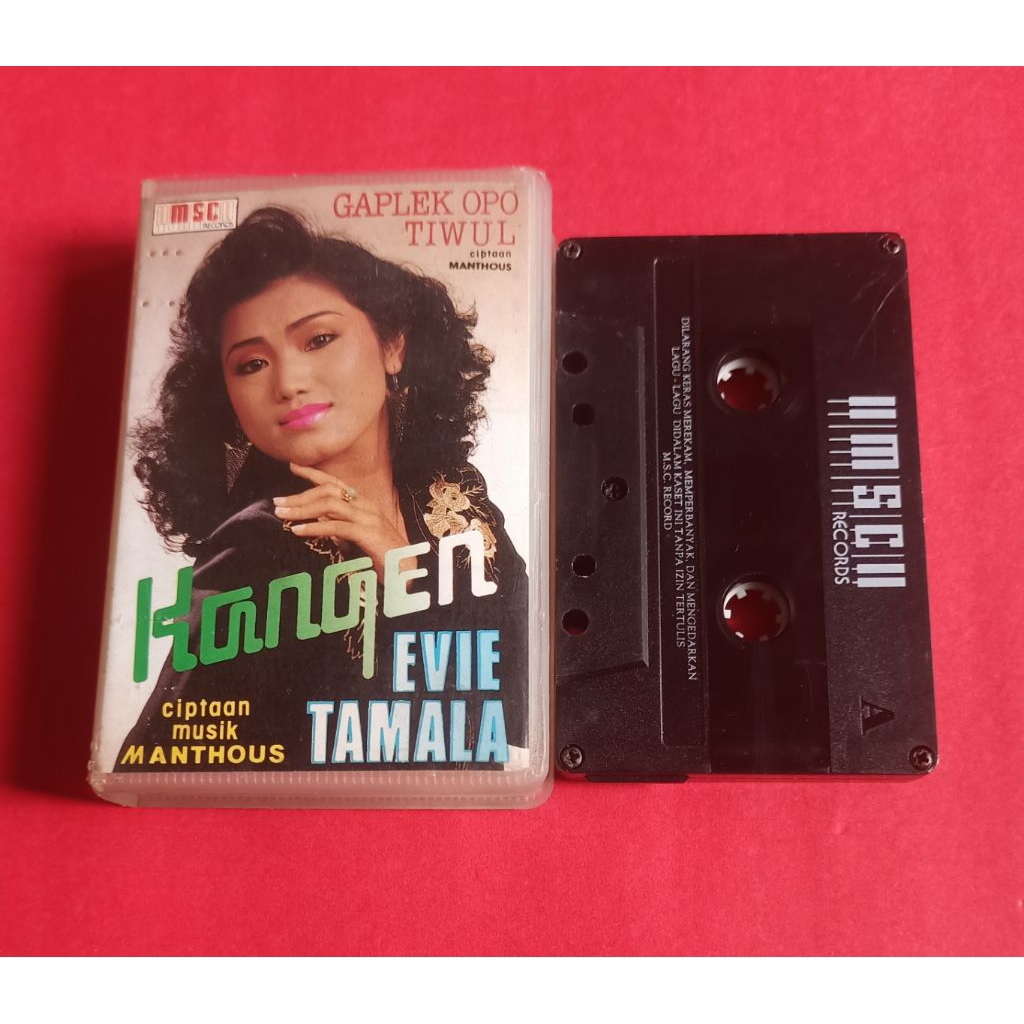 MSC
RECORDS
GAPLEK OPO
TIWUL
ciptaan
MANTHOUS
Kangen
EVIE
TAMALA
ciptaan
musik
MANTHOUS
DILARANG KERAS MEREKAM, MEMPERBANYAK DAN MENGEDARKAN
LAGU - LAGU DIDALAM KASET INI TANPA IZIN TERTULIS
M.S.C. RECORD
MSC
RECORDS
A